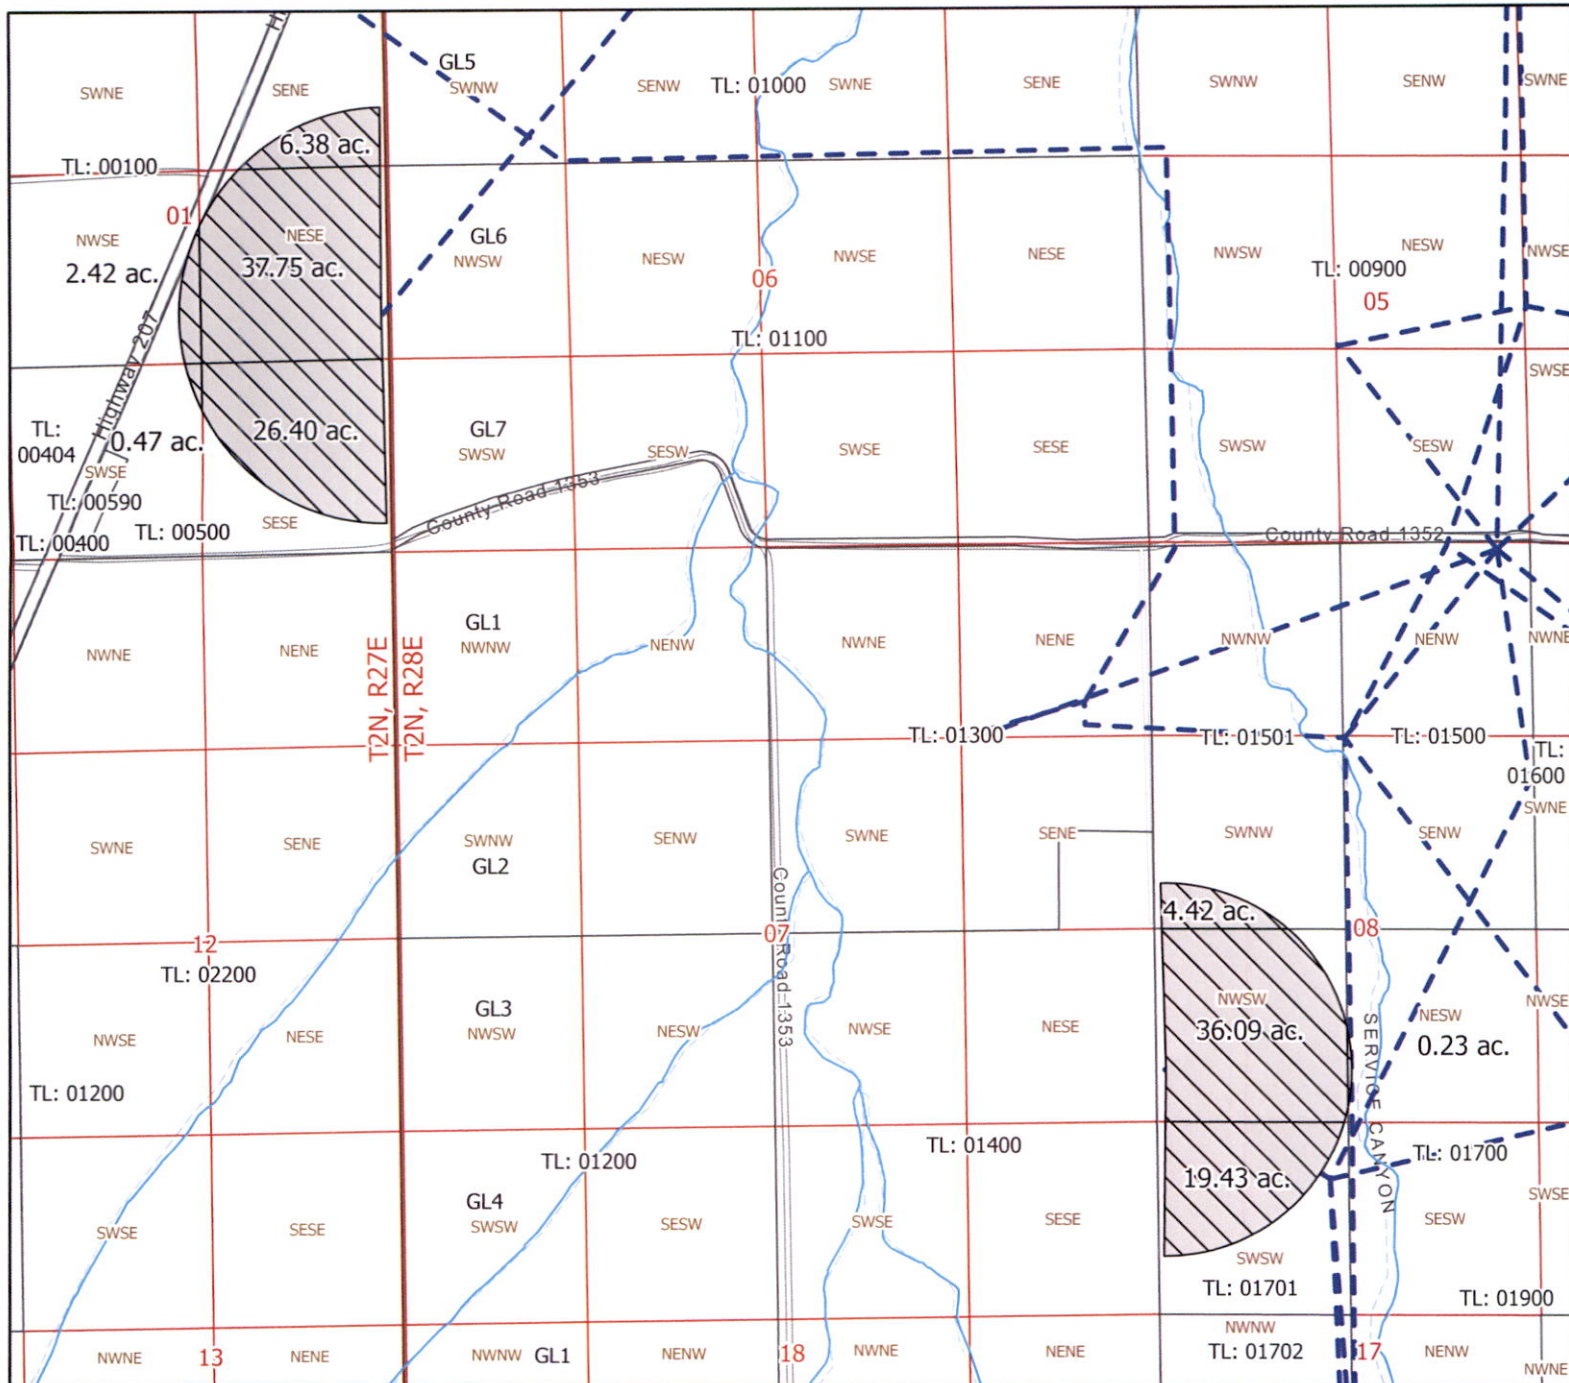 H
GL5
SWNE
SENE
SWNW
SENW
TL: 01000
SWNE
SENE
SWNW
SENW
SWNE
6.38 ac.
TL: 00100
01
NWSE
NESE
GL6
NWSW
NESW
NWSE
NESE
NWSW
NESW
NWSE
2.42 ac.
37.75 ac.
06
TL: 00900
05
TL: 01100
Highway 207
SWSE
TL:
00404
0.47 ac.
26.40 ac.
GL7
SWSW
SESW
SWSE
SESE
SWSW
SESW
SWSE
TL: 00590
County Road 1353
TL: 00400
TL: 00500
SESE
County Road 1352
GL1
NWNE
NENE
NWNW
NENW
NWNE
NENE
NWNW
NENW
NWNE
T2N, R27E
T2N, R28E
TL: 01300
TL: 01501
TL: 01500
TL:
01600
SWNE
SWNE
SENE
SWNW
SENW
SWNE
SENE
SWNW
SENW
GL2
County Road 1353
4.42 ac.
12
07
08
TL: 02200
GL3
NWSE
NESE
NWSW
NESW
NWSE
NESE
NWSW
NESW
NWSE
36.09 ac.
0.23 ac.
SERVICE CANYON
TL: 01200
TL: 01200
TL: 01400
TL: 01700
19.43 ac.
GL4
SWSE
SESE
SWSW
SESW
SWSE
SESE
SWSW
SESW
SWSE
TL: 01701
TL: 01900
NWNW
13
18
17
NWNE
NENE
NWNW
GL1
NENW
NWNE
NENE
TL: 01702
NENW
NWNE